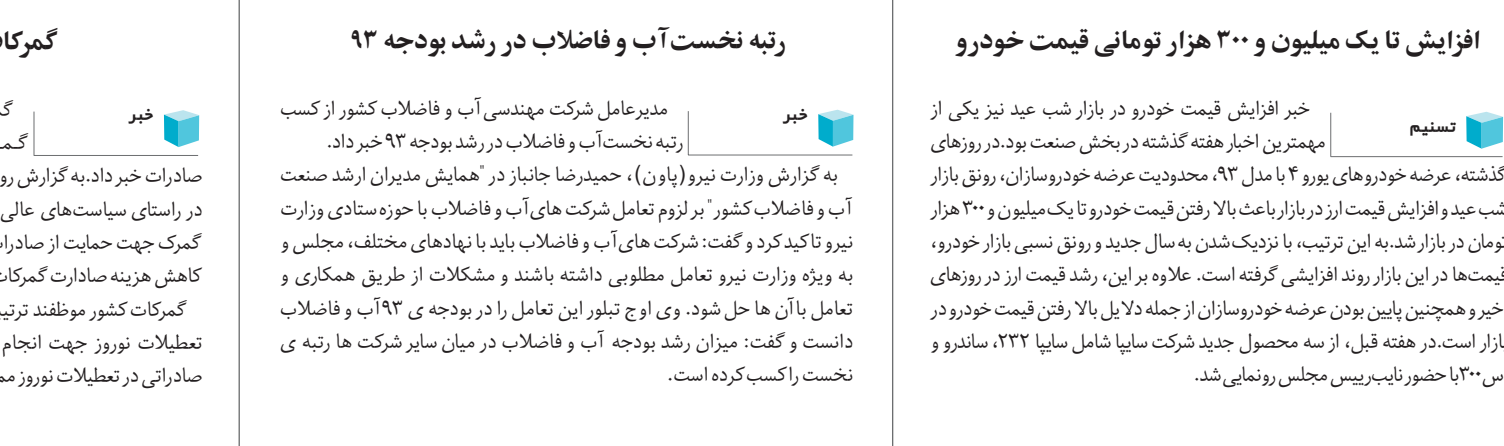 افزایش تا یک میلیون و ۳۰۰ هزار تومانی قیمت خودرو
تسنیم
خبر افزایش قیمت خودرو در بازار شب عید نیز یکی از
مهمترین اخبار هفته گذشته در بخش صنعت بود.در روزهای
گذشته، عرضه خودروهای یورو ۴ با مدل ۹۳، محدودیت عرضه خودروسازان، رونق بازار
شب عید و افزایش قیمت ارز در بازار باعث بالا رفتن قیمت خودرو تا یک میلیون و ۳۰۰ هزار
تومان در بازار شد.به این ترتیب، با نزدیک شدن به سال جدید و رونق نسبی بازار خودرو،
قیمت‌ها در این بازار روند افزایشی گرفته است. علاوه بر این، رشد قیمت ارز در روزهای
اخیر و همچنین پایین بودن عرضه خودروسازان از جمله دلایل بالا رفتن قیمت خودرو در
بازار است.در هفته قبل، از سه محصول جدید شرکت سایپا شامل سایپا ۲۳۲، ساندرو و
س۳۰۰با حضور نایب‌رییس مجلس رونمایی شد.
رتبه نخست آب و فاضلاب در رشد بودجه ۹۳
خبر
مدیرعامل شرکت مهندسی آب و فاضلاب کشور از کسب
رتبه نخست آب و فاضلاب در رشد بودجه ۹۳ خبر داد.
به گزارش وزارت نیرو (پاون)، حمیدرضا جانباز در "همایش مدیران ارشد صنعت
آب و فاضلاب کشور" بر لزوم تعامل شرکت های آب و فاضلاب با حوزه ستادی وزارت
نیرو تاکید کرد و گفت: شرکت های آب و فاضلاب باید با نهادهای مختلف، مجلس و
به ویژه وزارت نیرو تعامل مطلوبی داشته باشند و مشکلات از طریق همکاری و
تعامل با آن ها حل شود. وی اوج تبلور این تعامل را در بودجه ی ۹۳ آب و فاضلاب
دانست و گفت: میزان رشد بودجه آب و فاضلاب در میان سایر شرکت ها رتبه ی
نخست را کسب کرده است.
خبر
صادرات خبر داد.به گزارش
در راستای سیاست‌های عالی
گمرک جهت حمایت از
کاهش هزینه صادارت
گمرکات کشور موظفند
تعطیلات نوروز جهت انجام
صادراتی در تعطیلات نوروز